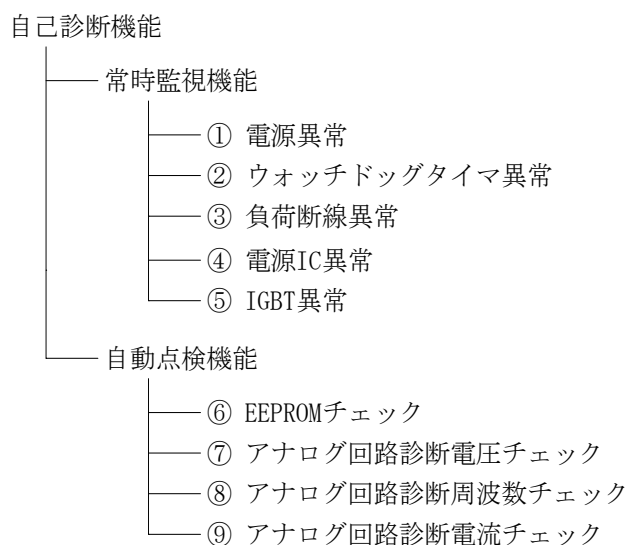 自己診断機能
常時監視機能
① 電源異常
② ウォッチドッグタイマ異常
③ 負荷断線異常
④ 電源IC異常
⑤ IGBT異常
自動点検機能
⑥ EEPROMチェック
⑦ アナログ回路診断電圧チェック
⑧ アナログ回路診断周波数チェック
⑨ アナログ回路診断電流チェック